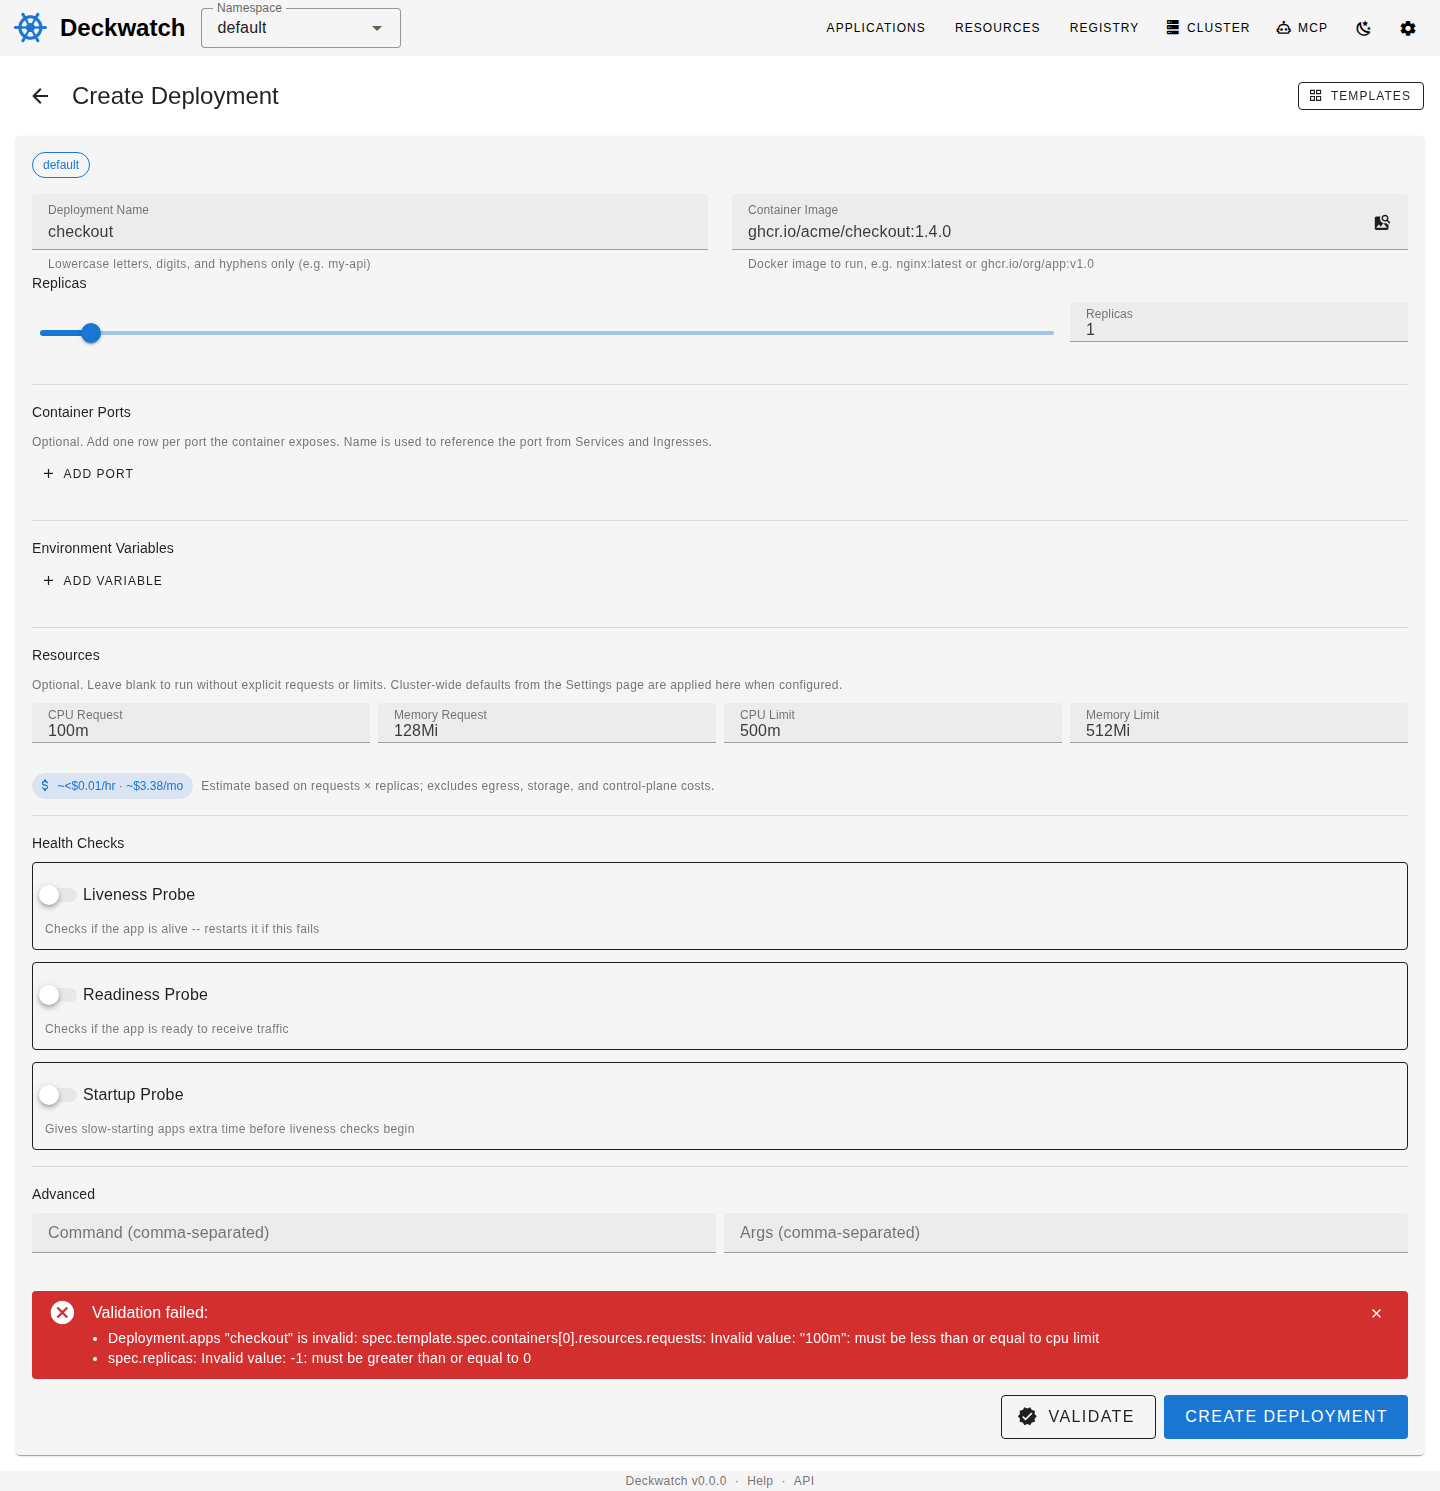 Deckwatch
Namespace
default
APPLICATIONS
RESOURCES
REGISTRY
CLUSTER
MCP
Create Deployment
TEMPLATES
default
Deployment Name
checkout
Lowercase letters, digits, and hyphens only (e.g. my-api)
Container Image
ghcr.io/acme/checkout:1.4.0
Docker image to run, e.g. nginx:latest or ghcr.io/org/app:v1.0
Replicas
Replicas
1
Container Ports
Optional. Add one row per port the container exposes. Name is used to reference the port from Services and Ingresses.
ADD PORT
Environment Variables
ADD VARIABLE
Resources
Optional. Leave blank to run without explicit requests or limits. Cluster-wide defaults from the Settings page are applied here when configured.
CPU Request
100m
Memory Request
128Mi
CPU Limit
500m
Memory Limit
512Mi
~<$0.01/hr · ~$3.38/mo
Estimate based on requests × replicas; excludes egress, storage, and control-plane costs.
Health Checks
Liveness Probe
Checks if the app is alive -- restarts it if this fails
Readiness Probe
Checks if the app is ready to receive traffic
Startup Probe
Gives slow-starting apps extra time before liveness checks begin
Advanced
Command (comma-separated)
Args (comma-separated)
Validation failed:
• Deployment.apps "checkout" is invalid: spec.template.spec.containers[0].resources.requests: Invalid value: "100m": must be less than or equal to cpu limit
• spec.replicas: Invalid value: -1: must be greater than or equal to 0
VALIDATE
CREATE DEPLOYMENT
Deckwatch v0.0.0 · Help · API